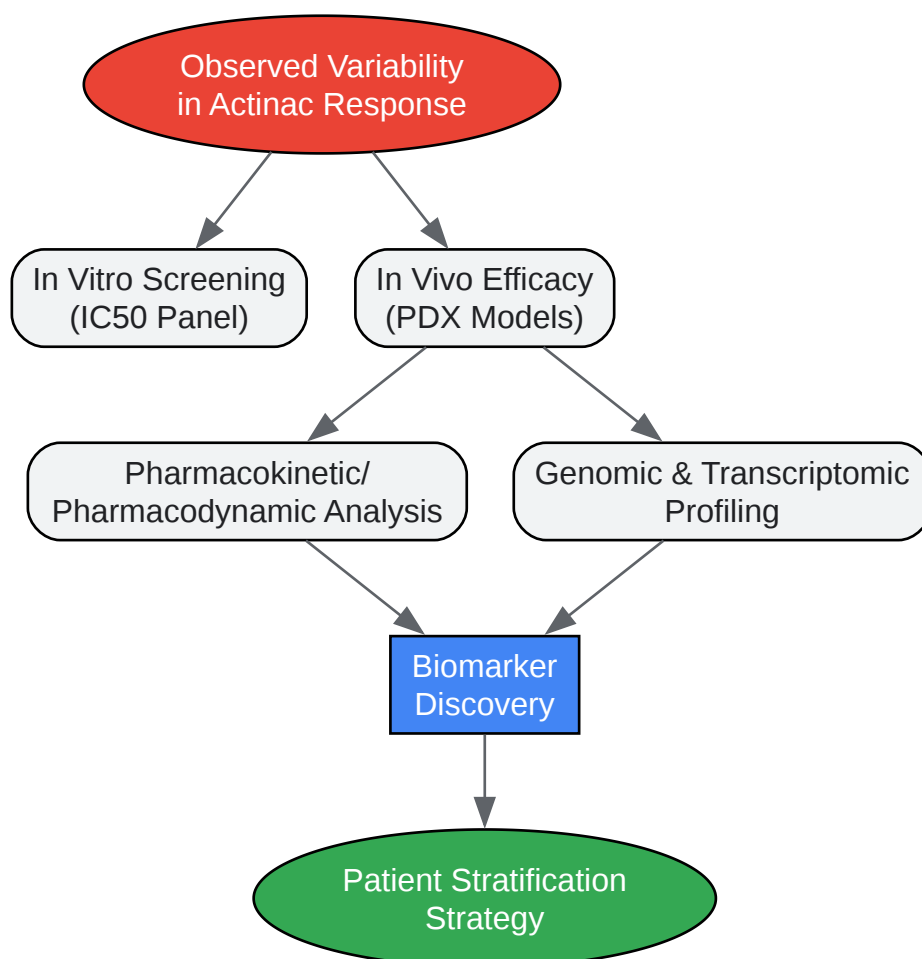 Observed Variability
in Actinac Response
In Vitro Screening
(IC50 Panel)
In Vivo Efficacy
(PDX Models)
Pharmacokinetic/
Pharmacodynamic Analysis
Genomic & Transcriptomic
Profiling
Biomarker
Discovery
Patient Stratification
Strategy